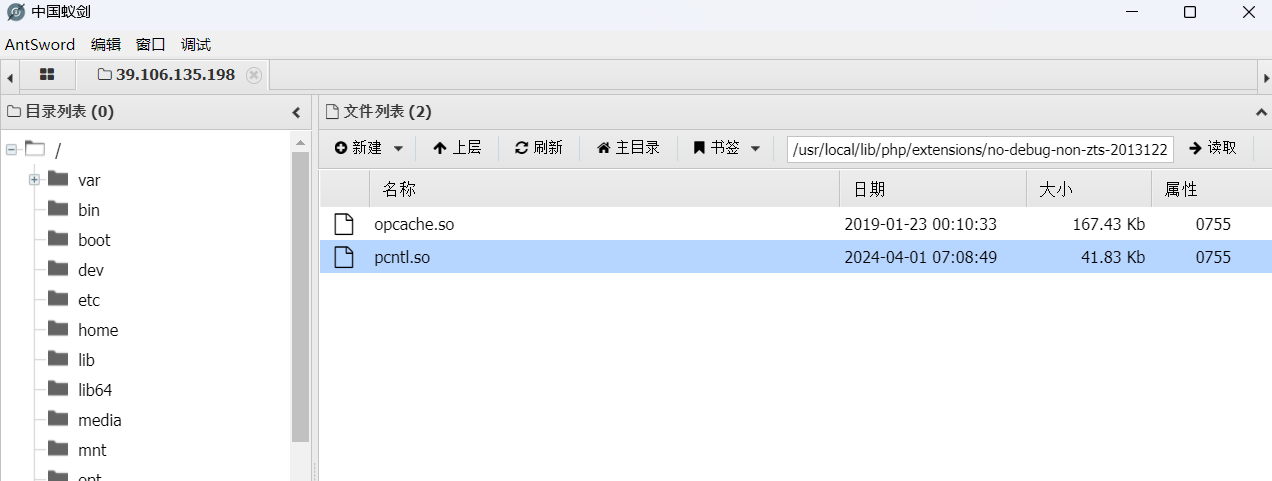 中国蚁剑
AntSword 编辑 窗口 调试
39.106.135.198
目录列表 (0)
文件列表 (2)
新建 上层 刷新 主目录 书签 /usr/local/lib/php/extensions/no-debug-non-zts-2013122 读取
名称 日期 大小 属性
opcache.so 2019-01-23 00:10:33 167.43 Kb 0755
pcntl.so 2024-04-01 07:08:49 41.83 Kb 0755
/
var
bin
boot
dev
etc
home
lib
lib64
media
mnt
opt